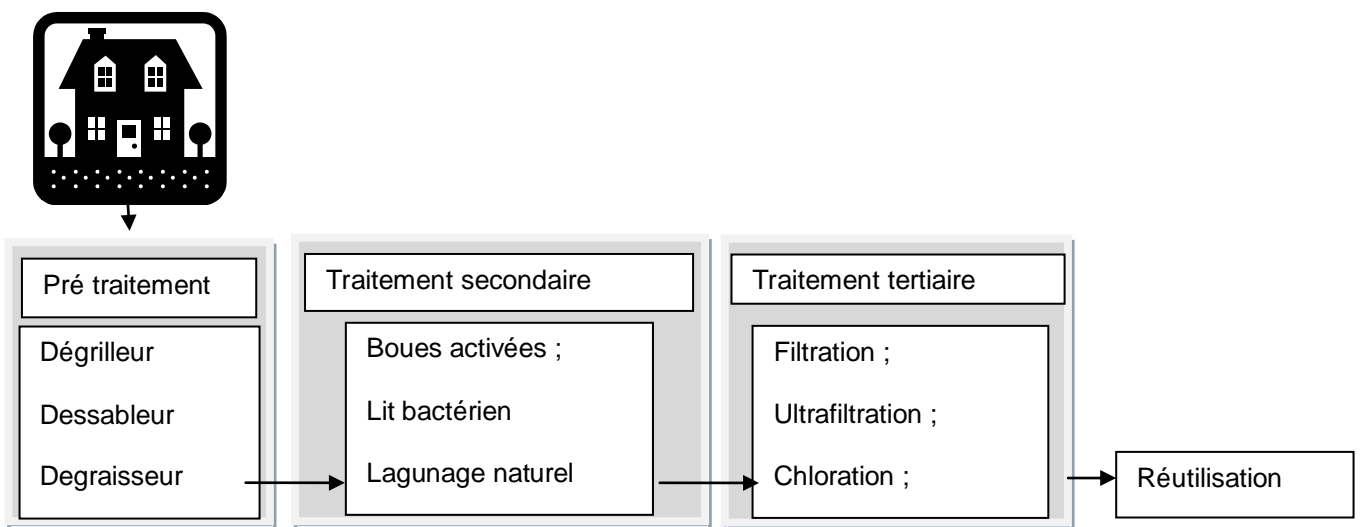 Pré traitement
Dégrilleur
Dessableur
Degraisseur
Traitement secondaire
Boues activées ;
Lit bactérien
Lagunage naturel
Traitement tertiaire
Filtration ;
Ultrafiltration ;
Chloration ;
Réutilisation